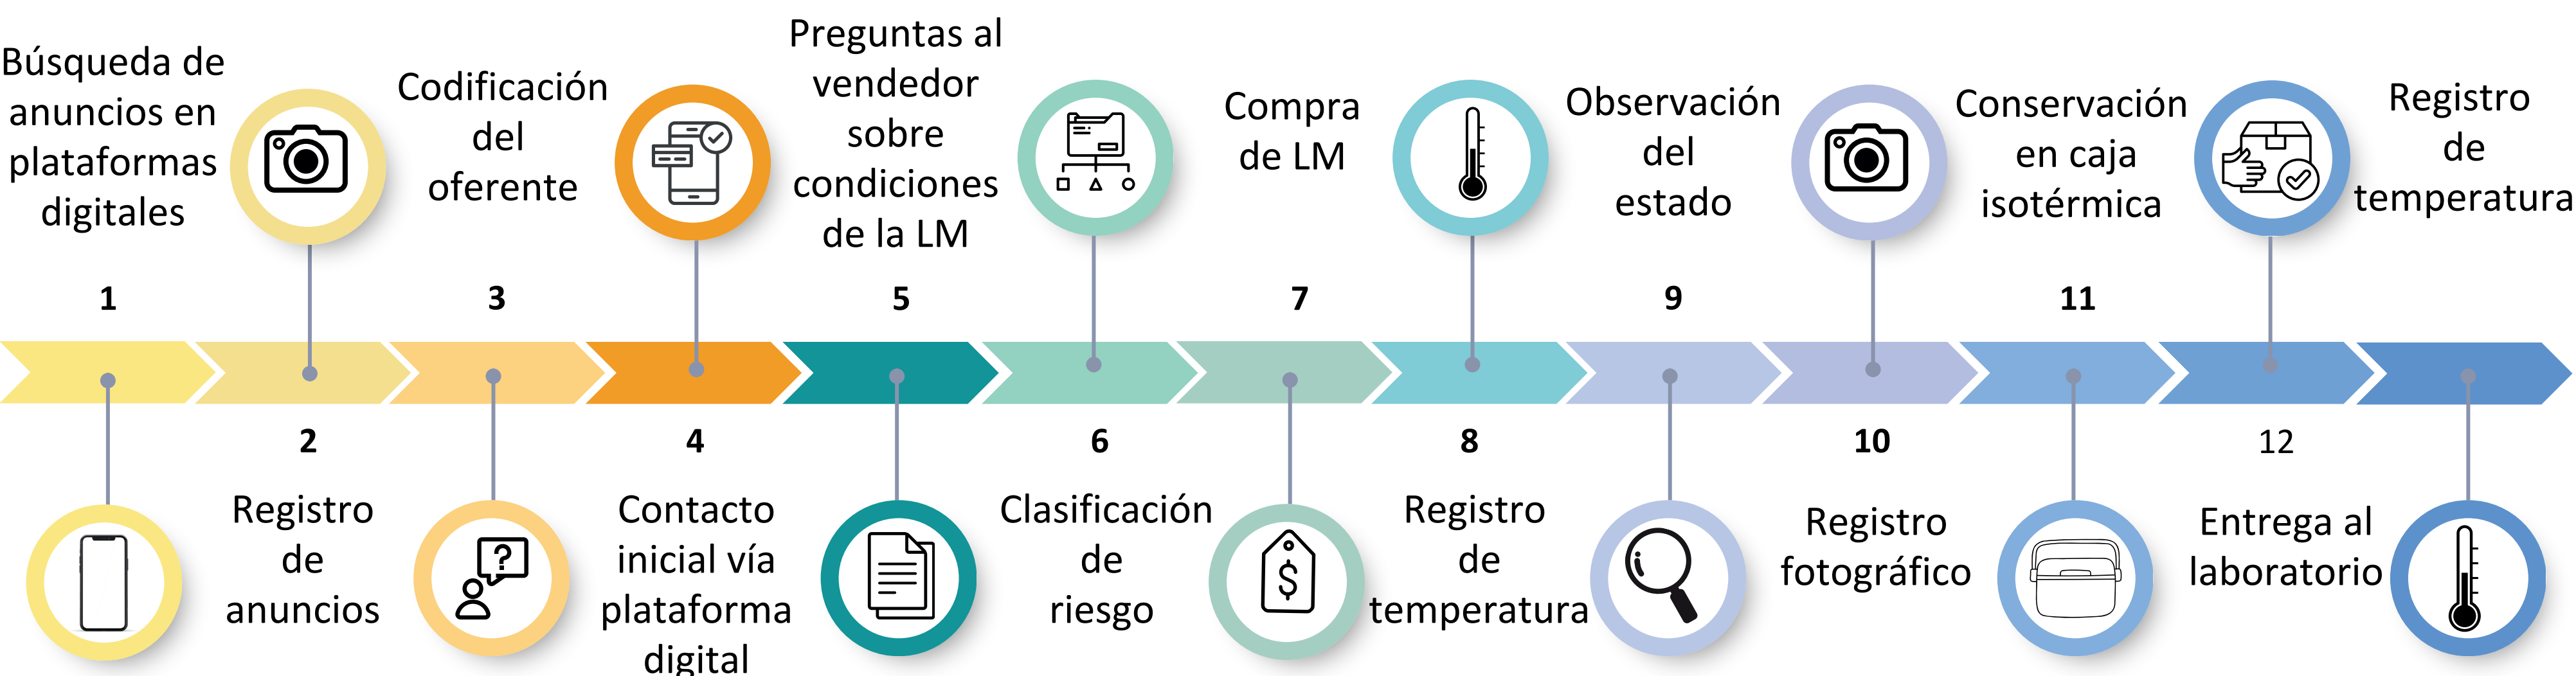 Búsqueda de
anuncios en
plataformas
digitales
1
2
Registro
de
anuncios
Codificación
del
oferente
3
?
4
Contacto
inicial vía
plataforma
digital
Preguntas al
vendedor
sobre
condiciones
de la LM
5
6
Clasificación
de
riesgo
Compra
de LM
7
$
8
Registro
de
temperatura
Observación
del
estado
9
10
Registro
fotográfico
Conservación
en caja
isotérmica
11
12
Entrega al
laboratorio
Registro
de
temperatura